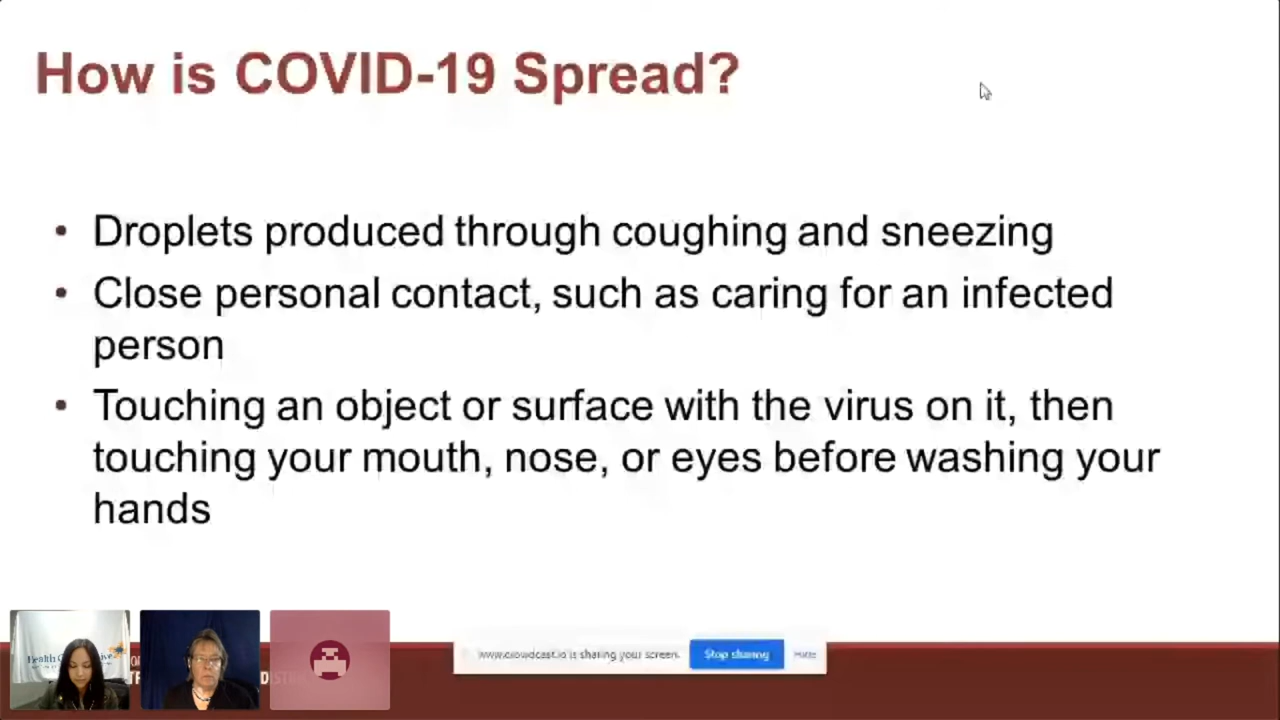 How is COVID-19 Spread?
• Droplets produced through coughing and sneezing
• Close personal contact, such as caring for an infected
person
• Touching an object or surface with the virus on it, then
touching your mouth, nose, or eyes before washing your
hands
www.crowdcast.io is sharing your screen.
Stop sharing
Hide
Health